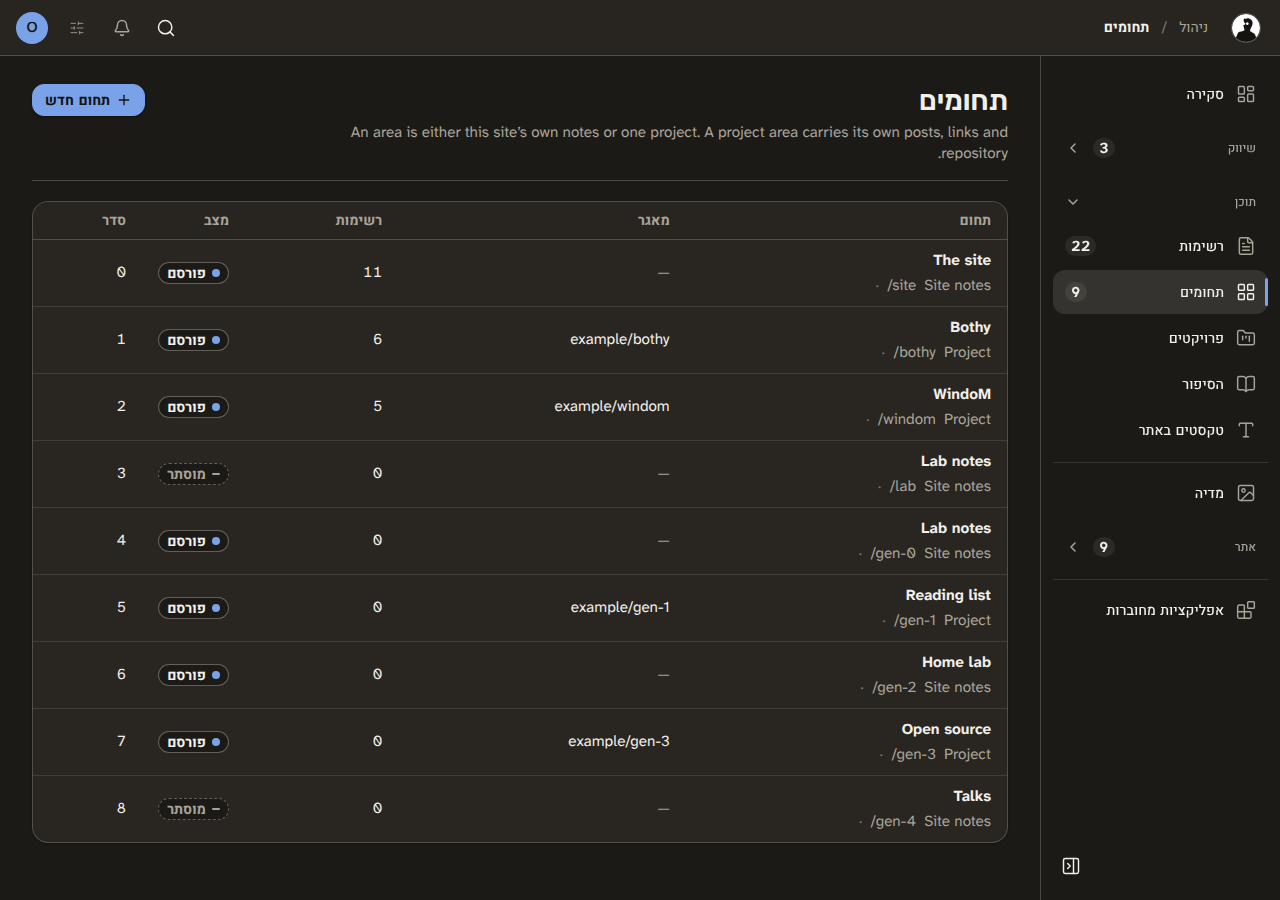 ניהול / תחומים
O
סקירה
שיווק 3
תוכן
רשימות 22
תחומים 9
פרויקטים
הסיפור
טקסטים באתר
מדיה
אתר 9
אפליקציות מחוברות
תחומים
+ תחום חדש
An area is either this site’s own notes or one project. A project area carries its own posts, links and
repository.
תחום מאגר רשימות מצב סדר
The site
— 11 פורסם 0
Site notes /site ·
Bothy
example/bothy 6 פורסם 1
Project /bothy ·
WindoM
example/windom 5 פורסם 2
Project /windom ·
Lab notes
— 0 – מוסתר 3
Site notes /lab ·
Lab notes
— 0 פורסם 4
Site notes /gen-0 ·
Reading list
example/gen-1 0 פורסם 5
Project /gen-1 ·
Home lab
— 0 פורסם 6
Site notes /gen-2 ·
Open source
example/gen-3 0 פורסם 7
Project /gen-3 ·
Talks
— 0 – מוסתר 8
Site notes /gen-4 ·